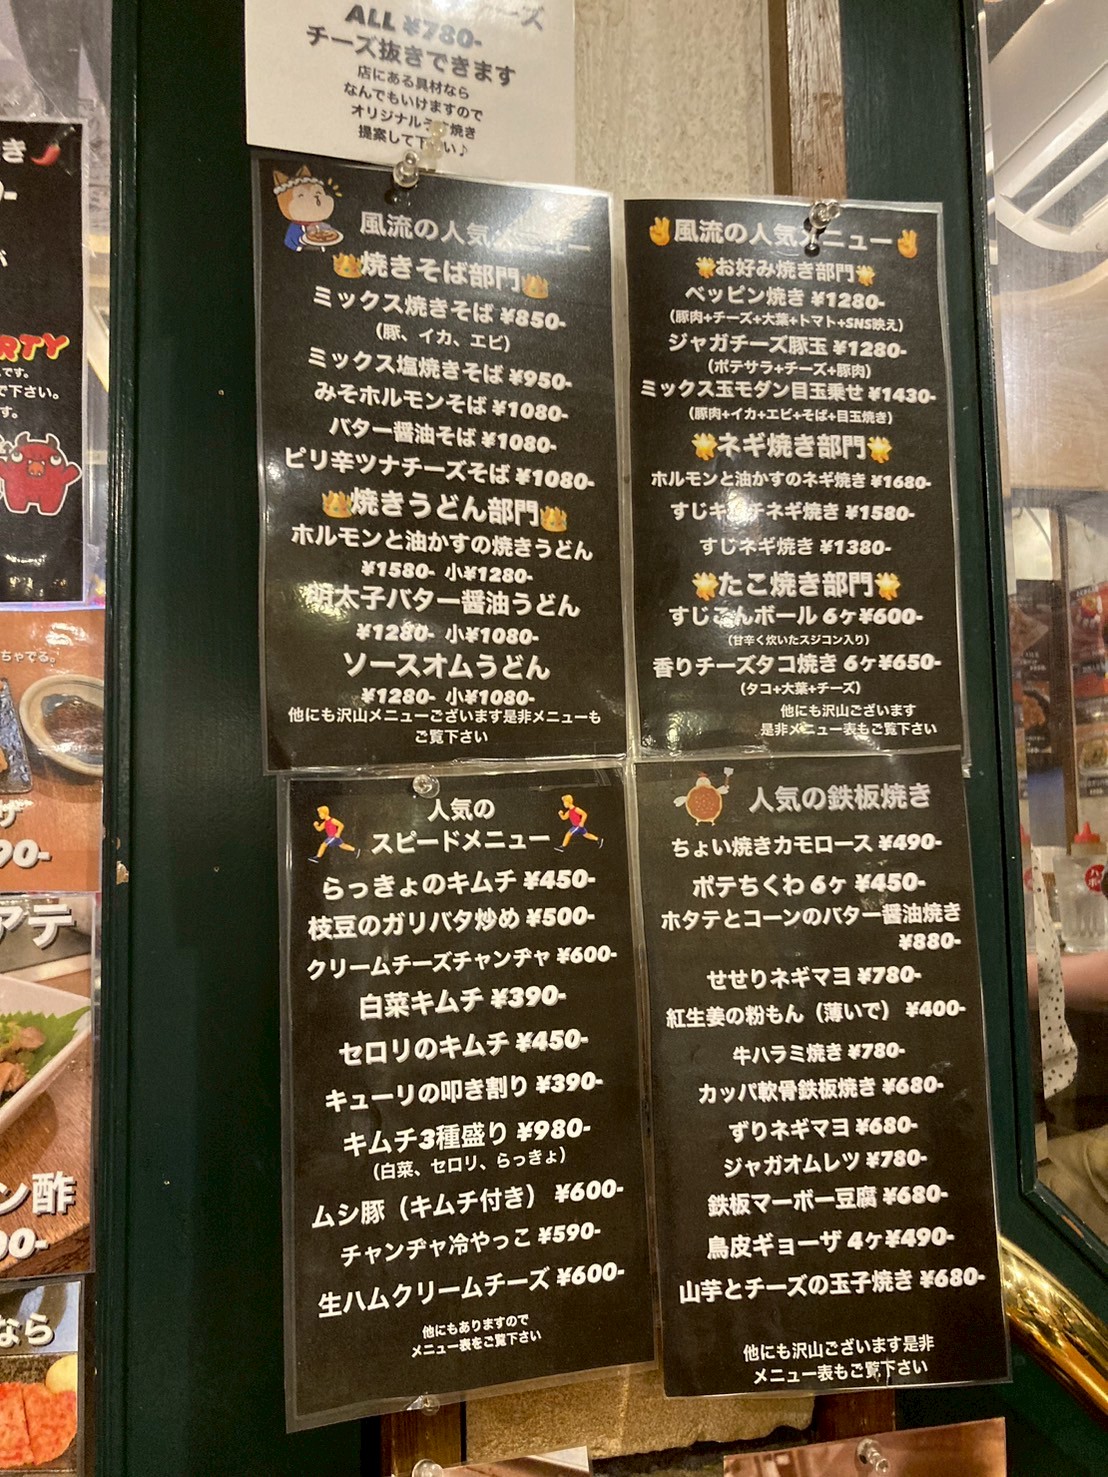 ALL ¥780-
チーズ抜きできます
店にある具材なら
なんでもいけますので
オリジナル
提案して下さい♪
風流の人気メニュー
焼きそば部門
ミックス焼きそば ¥850-
(豚、イカ、エビ)
ミックス塩焼きそば ¥950-
みそホルモンそば ¥1080-
バター醤油そば ¥1080-
ピリ辛ツナチーズそば ¥1080-
焼きうどん部門
ホルモンと油かすの焼きうどん
¥1580- 小¥1280-
明太子バター醤油うどん
¥1280- 小¥1080-
ソースオムうどん
¥1280- 小¥1080-
他にも沢山メニューございます是非メニューも
ご覧下さい
風流の人気メニュー
お好み焼き部門
ベッピン焼き ¥1280-
(豚肉+チーズ+大葉+トマト+SNS映え)
ジャガチーズ豚玉 ¥1280-
(ポテサラ+チーズ+豚肉)
ミックス玉モダン目玉乗せ ¥1430-
(豚肉+イカ+エビ+そば+目玉焼き)
ネギ焼き部門
ホルモンと油かすのネギ焼き ¥1680-
すじキムチネギ焼き ¥1580-
すじネギ焼き ¥1380-
たこ焼き部門
すじこんボール 6ヶ¥600-
(甘辛く炊いたスジコン入り)
香りチーズタコ焼き 6ヶ¥650-
(タコ+大葉+チーズ)
他にも沢山ございます
是非メニュー表もご覧下さい
人気の
スピードメニュー
らっきょのキムチ ¥450-
枝豆のガリバタ炒め ¥500-
クリームチーズチャンヂャ ¥600-
白菜キムチ ¥390-
セロリのキムチ ¥450-
キューリの叩き割り ¥390-
キムチ3種盛り ¥980-
(白菜、セロリ、らっきょ)
ムシ豚（キムチ付き） ¥600-
チャンヂャ冷やっこ ¥590-
生ハムクリームチーズ ¥600-
他にもありますので
メニュー表をご覧下さい
人気の鉄板焼き
ちょい焼きカモロース ¥490-
ポテちくわ 6ヶ ¥450-
ホタテとコーンのバター醤油焼き
¥880-
せせりネギマヨ ¥780-
紅生姜の粉もん（薄いで） ¥400-
牛ハラミ焼き ¥780-
カッパ軟骨鉄板焼き ¥680-
ずりネギマヨ ¥680-
ジャガオムレツ ¥780-
鉄板マーボー豆腐 ¥680-
鳥皮ギョーザ 4ヶ¥490-
山芋とチーズの玉子焼き ¥680-
他にも沢山ございます是非
メニュー表もご覧下さい
き
RTY
です。
で下さい。
す。
ちゃでる。
ザ
90-
アテ
ン酢
00-
なら